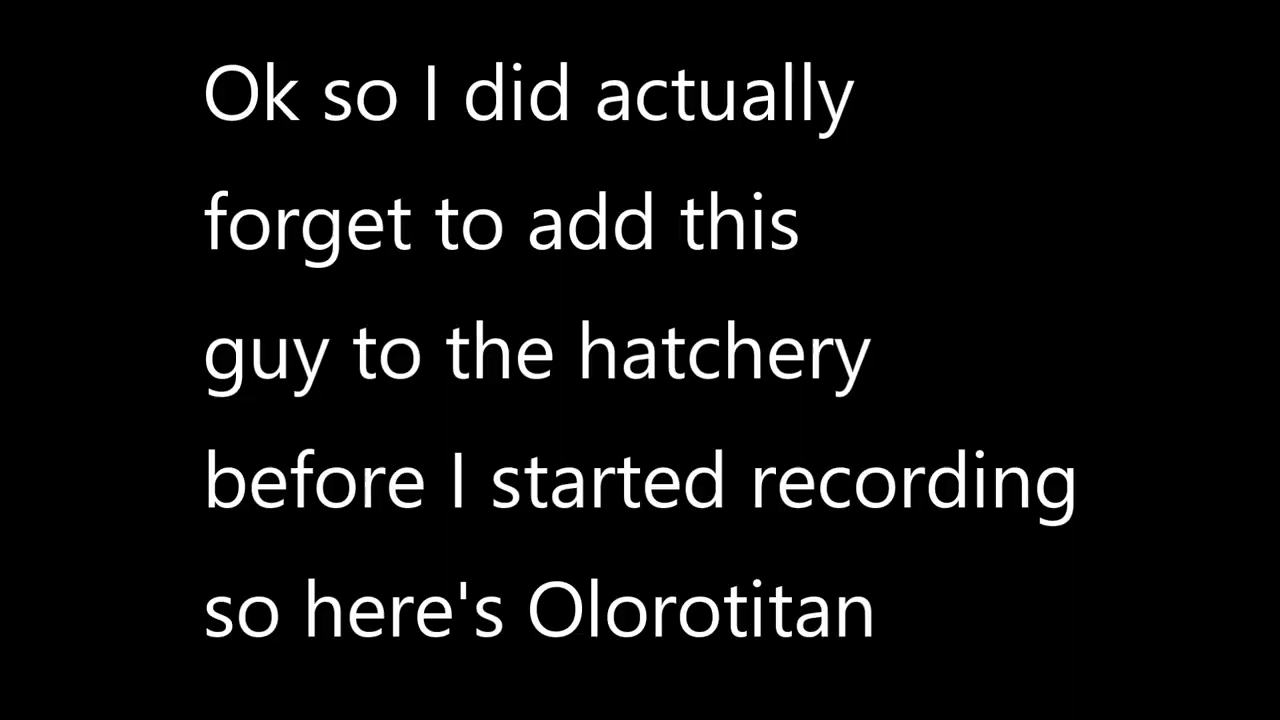 Ok so I did actually
forget to add this
guy to the hatchery
before I started recording
so here's Olorotitan